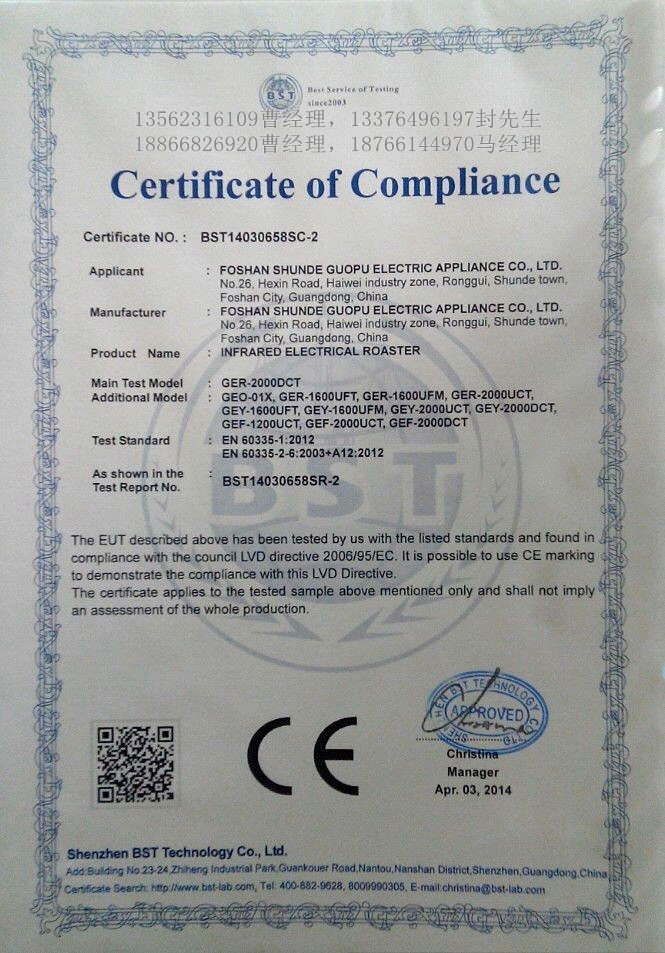 BST
Best Service of Testing
since2003
13562316109曹经理，13376496197封先生
18866826920曹经理，18766144970马经理
Certificate of Compliance
Certificate NO. : BST14030658SC-2
Applicant : FOSHAN SHUNDE GUOPU ELECTRIC APPLIANCE CO., LTD.
No.26, Hexin Road, Haiwei industry zone, Ronggui, Shunde town,
Foshan City, Guangdong, China
Manufacturer : FOSHAN SHUNDE GUOPU ELECTRIC APPLIANCE CO., LTD.
No.26, Hexin Road, Haiwei industry zone, Ronggui, Shunde town,
Foshan City, Guangdong, China
Product Name : INFRARED ELECTRICAL ROASTER
Main Test Model : GER-2000DCT
Additional Model : GEO-01X, GER-1600UFT, GER-1600UFM, GER-2000UCT,
GEY-1600UFT, GEY-1600UFM, GEY-2000UCT, GEY-2000DCT,
GEF-1200UCT, GEF-2000UCT, GEF-2000DCT
Test Standard : EN 60335-1:2012
EN 60335-2-6:2003+A12:2012
As shown in the :
Test Report No. BST14030658SR-2
BST
The EUT described above has been tested by us with the listed standards and found in
compliance with the council LVD directive 2006/95/EC. It is possible to use CE marking
to demonstrate the compliance with this LVD Directive.
The certificate applies to the tested sample above mentioned only and shall not imply
an assessment of the whole production.
CE
APPROVED
Christina
Manager
Apr. 03, 2014
Shenzhen BST Technology Co., Ltd.
Add:Building No.23-24,Zhiheng Industrial Park,Guankouer Road,Nantou,Nanshan District,Shenzhen,Guangdong,China
Certificate Search: http://www.bst-lab.com, Tel: 400-882-9628, 8009990305, E-mail:christina@bst-lab.com